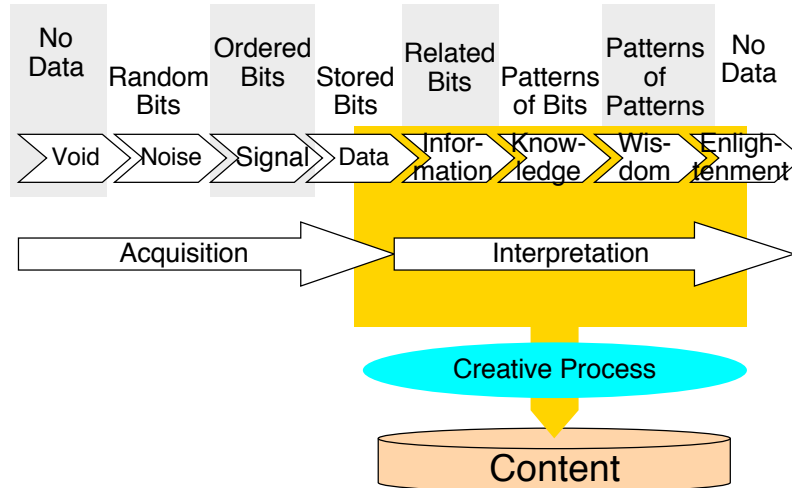 No
Data
Random
Bits
Ordered
Bits
Stored
Bits
Related
Bits
Patterns
of Bits
Patterns
of
Patterns
No
Data
Void
Noise
Signal
Data
Infor-
mation
Know-
ledge
Wis-
dom
Enligh-
tenment
Acquisition
Interpretation
Creative Process
Content